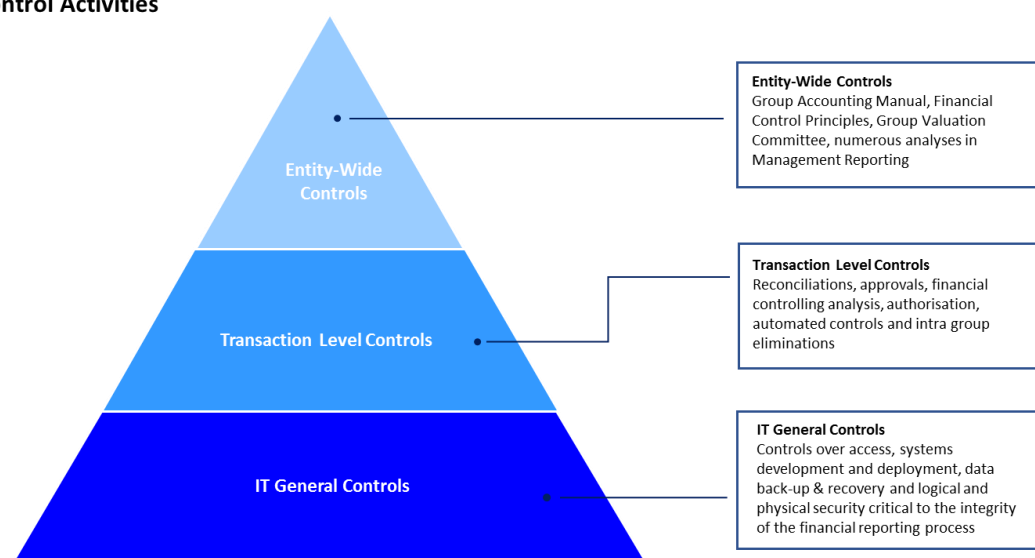 ntrol Activities
Entity-Wide
Controls
Transaction Level Controls
IT General Controls
Entity-Wide Controls
Group Accounting Manual, Financial
Control Principles, Group Valuation
Committee, numerous analyses in
Management Reporting
Transaction Level Controls
Reconciliations, approvals, financial
controlling analysis, authorisation,
automated controls and intra group
eliminations
IT General Controls
Controls over access, systems
development and deployment, data
back-up & recovery and logical and
physical security critical to the integrity
of the financial reporting process